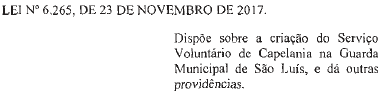 LEI Nº 6.265, DE 23 DE NOVEMBRO DE 2017.
Dispõe sobre a criação do Serviço
Voluntário de Capelania na Guarda
Municipal de São Luís, e dá outras
providências.